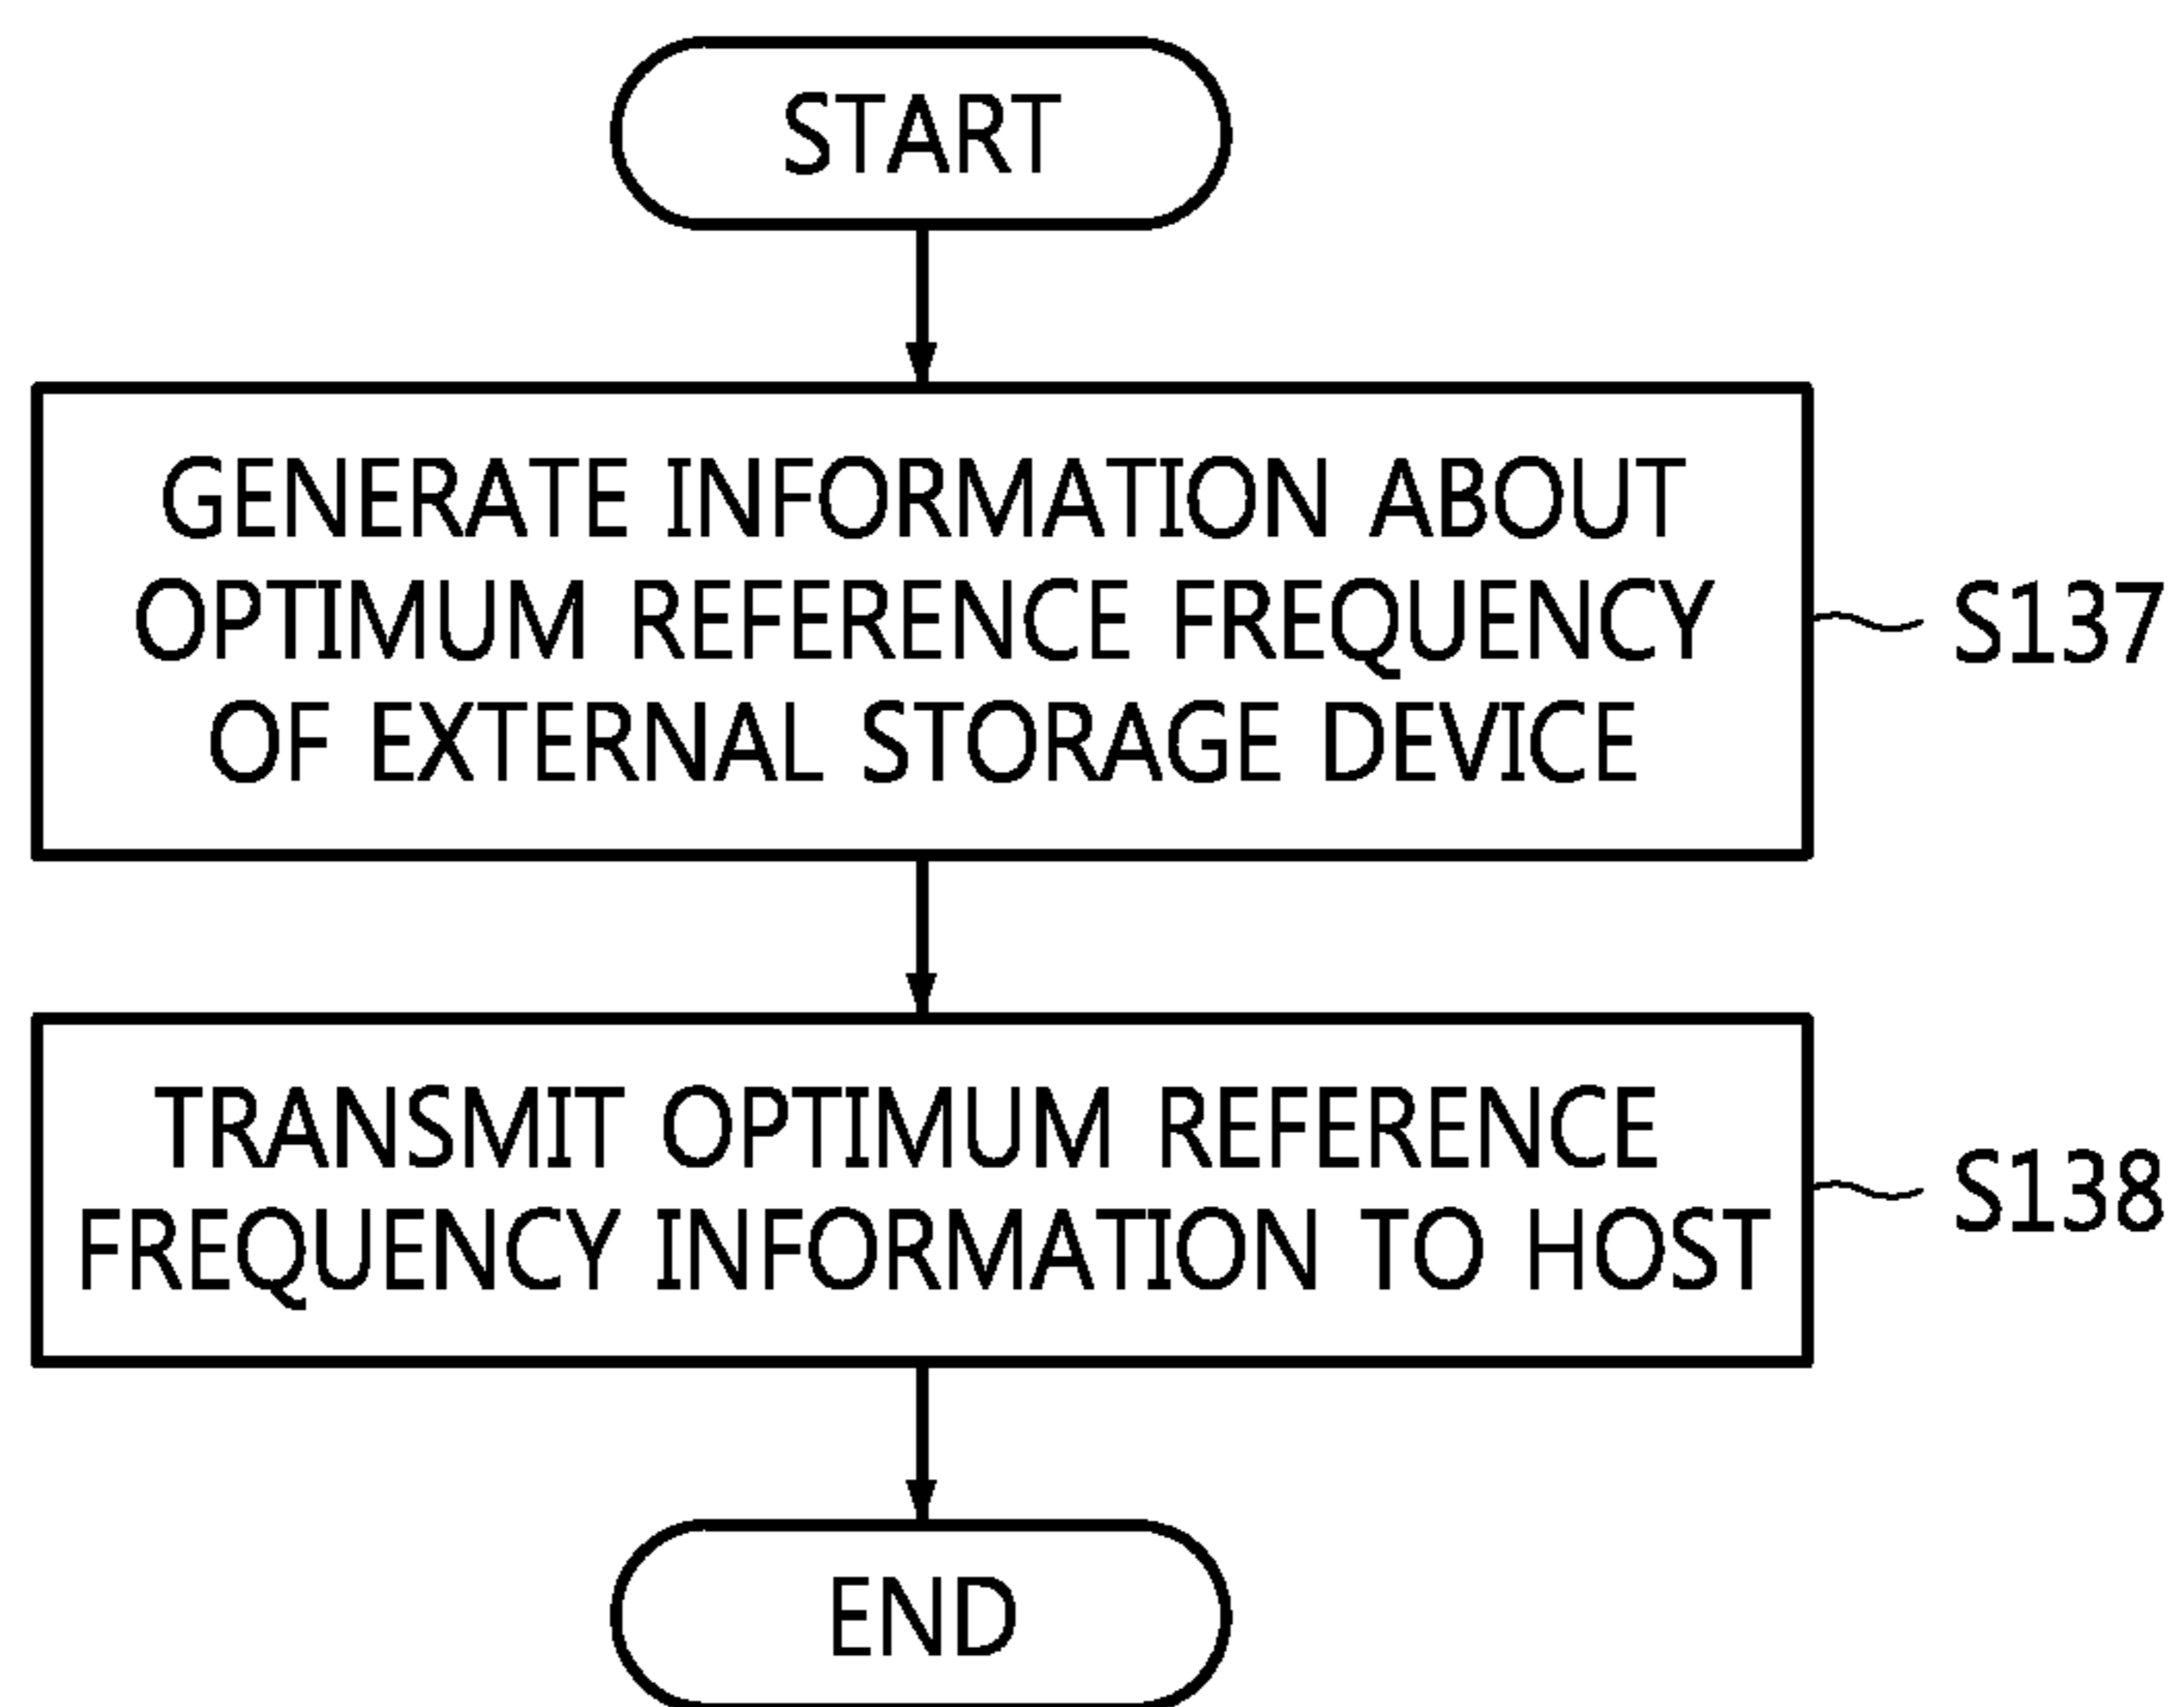 START
GENERATE INFORMATION ABOUT
OPTIMUM REFERENCE FREQUENCY
OF EXTERNAL STORAGE DEVICE
S137
TRANSMIT OPTIMUM REFERENCE
FREQUENCY INFORMATION TO HOST
S138
END